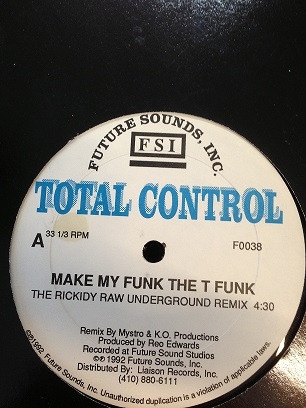 FUTURE SOUNDS, INC.
FSI
TOTAL CONTROL
A 33 1/3 RPM
F0038
MAKE MY FUNK THE T FUNK
THE RICKIDY RAW UNDERGROUND REMIX 4:30
Remix By Mystro & K.O. Productions
Produced by Reo Edwards
Recorded at Future Sound Studios
©℗1992 Future Sounds, Inc.
Distributed By: Liaison Records, Inc.
(410) 880-6111
©℗1992 Future Sounds, Inc. Unauthorized duplication is a violation of applicable laws.